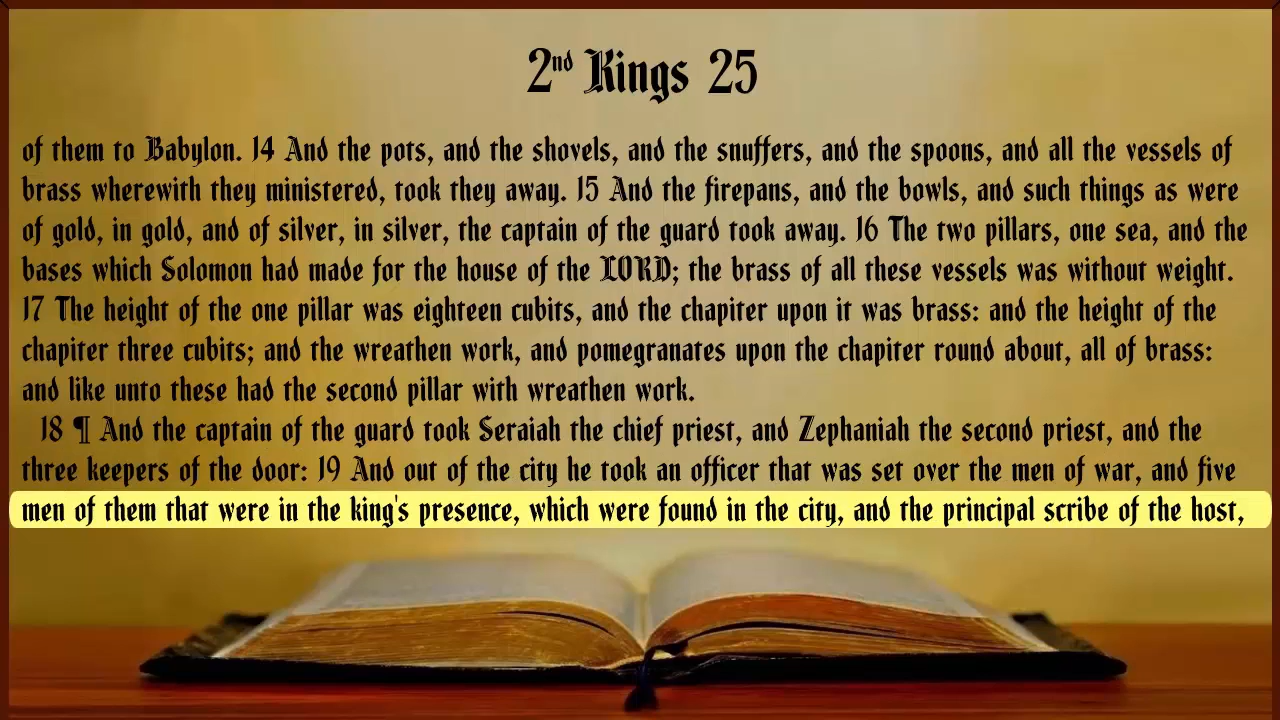 2nd Kings 25
of them to Babylon. 14 And the pots, and the shovels, and the snuffers, and the spoons, and all the vessels of
brass wherewith they ministered, took they away. 15 And the firepans, and the bowls, and such things as were
of gold, in gold, and of silver, in silver, the captain of the guard took away. 16 The two pillars, one sea, and the
bases which Solomon had made for the house of the LORD; the brass of all these vessels was without weight.
17 The height of the one pillar was eighteen cubits, and the chapiter upon it was brass: and the height of the
chapiter three cubits; and the wreathen work, and pomegranates upon the chapiter round about, all of brass:
and like unto these had the second pillar with wreathen work.
18 ¶ And the captain of the guard took Seraiah the chief priest, and Zephaniah the second priest, and the
three keepers of the door: 19 And out of the city he took an officer that was set over the men of war, and five
men of them that were in the king's presence, which were found in the city, and the principal scribe of the host,